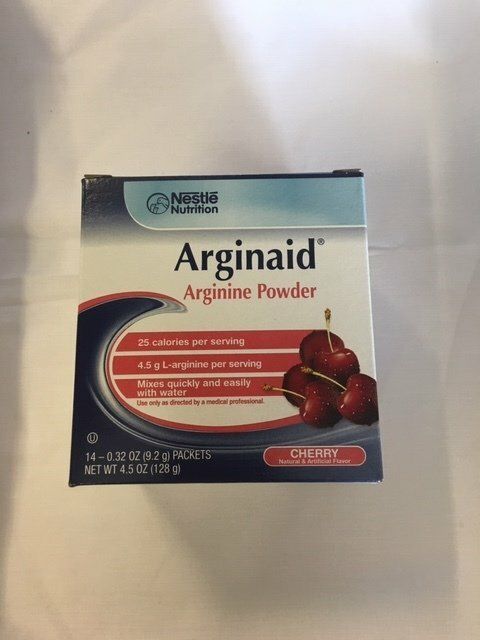 Nestlé
Nutrition
Arginaid®
Arginine Powder
25 calories per serving
4.5 g L-arginine per serving
Mixes quickly and easily
with water
Use only as directed by a medical professional.
U
14 – 0.32 OZ (9.2 g) PACKETS
NET WT 4.5 OZ (128 g)
CHERRY
Natural & Artificial Flavor